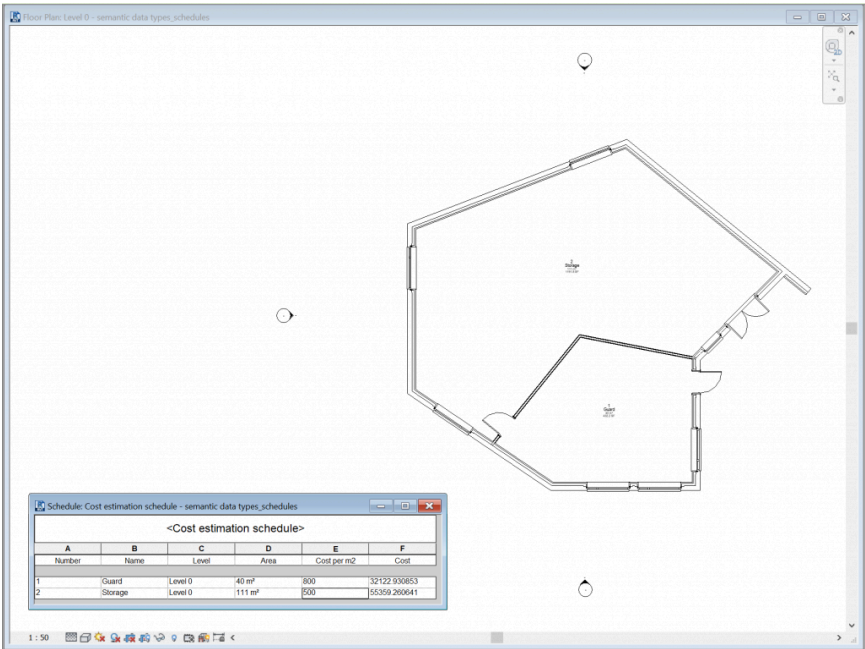 Floor Plan: Level 0 - semantic data types_schedules
Storage
Guard
Schedule: Cost estimation schedule - semantic data types_schedules
<Cost estimation schedule>
A B C D E F
Number Name Level Area Cost per m2 Cost
1 Guard Level 0 40 m² 800 32122.930853
2 Storage Level 0 111 m² 500 55359.260641
1 : 50